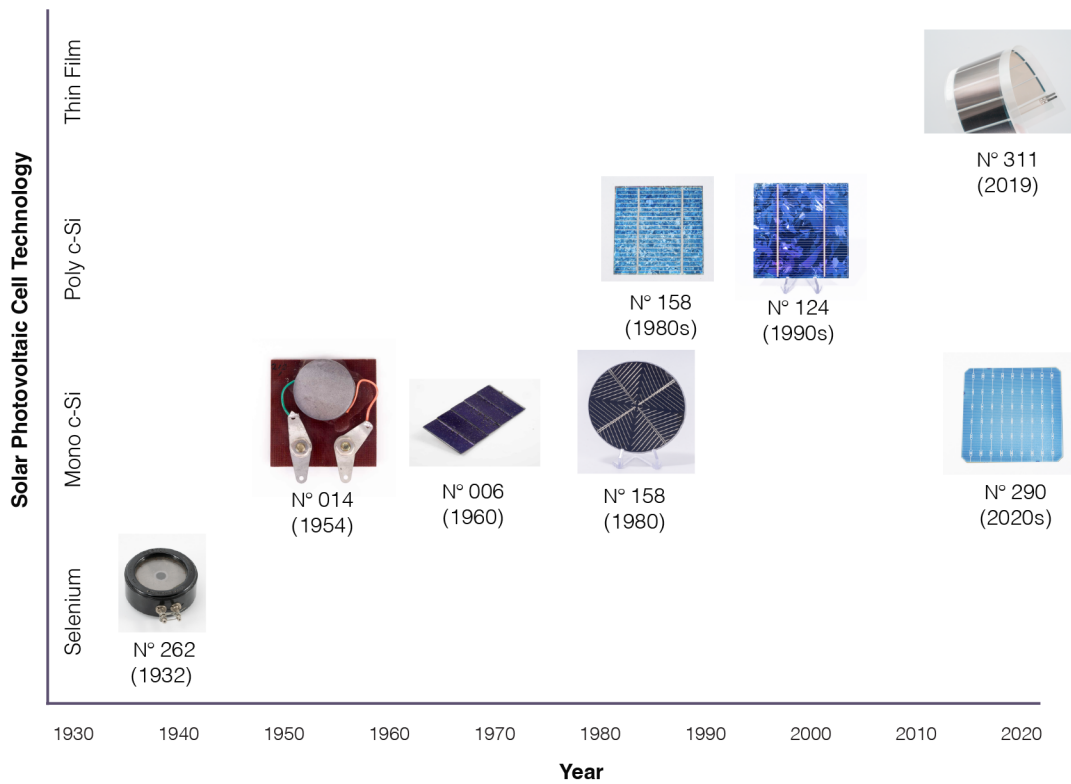 Solar Photovoltaic Cell Technology
Thin Film
Poly c-Si
Mono c-Si
Selenium
N° 311
(2019)
N° 158
(1980s)
N° 124
(1990s)
N° 014
(1954)
N° 006
(1960)
N° 158
(1980)
N° 290
(2020s)
N° 262
(1932)
1930 1940 1950 1960 1970 1980 1990 2000 2010 2020
Year